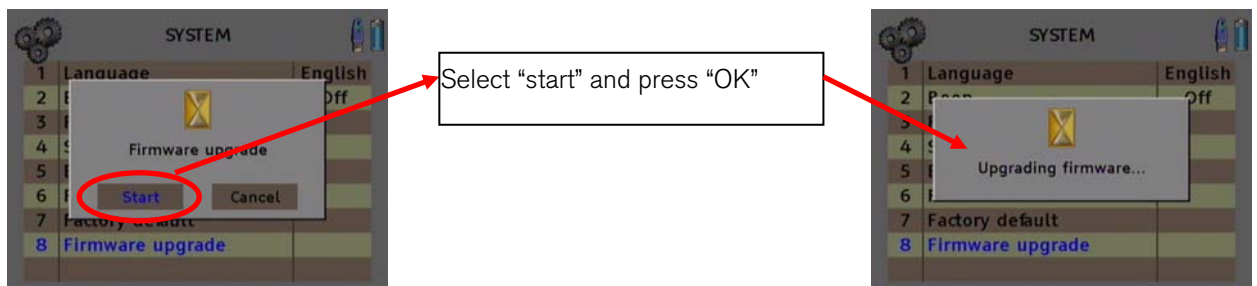 SYSTEM
1 Language English
2 Off
3
4
5
6
7 Factory default
8 Firmware upgrade
Firmware upgrade
Start Cancel
Select “start” and press “OK”
SYSTEM
1 Language English
2 Beep Off
3
4
5
6
7 Factory default
8 Firmware upgrade
Upgrading firmware...